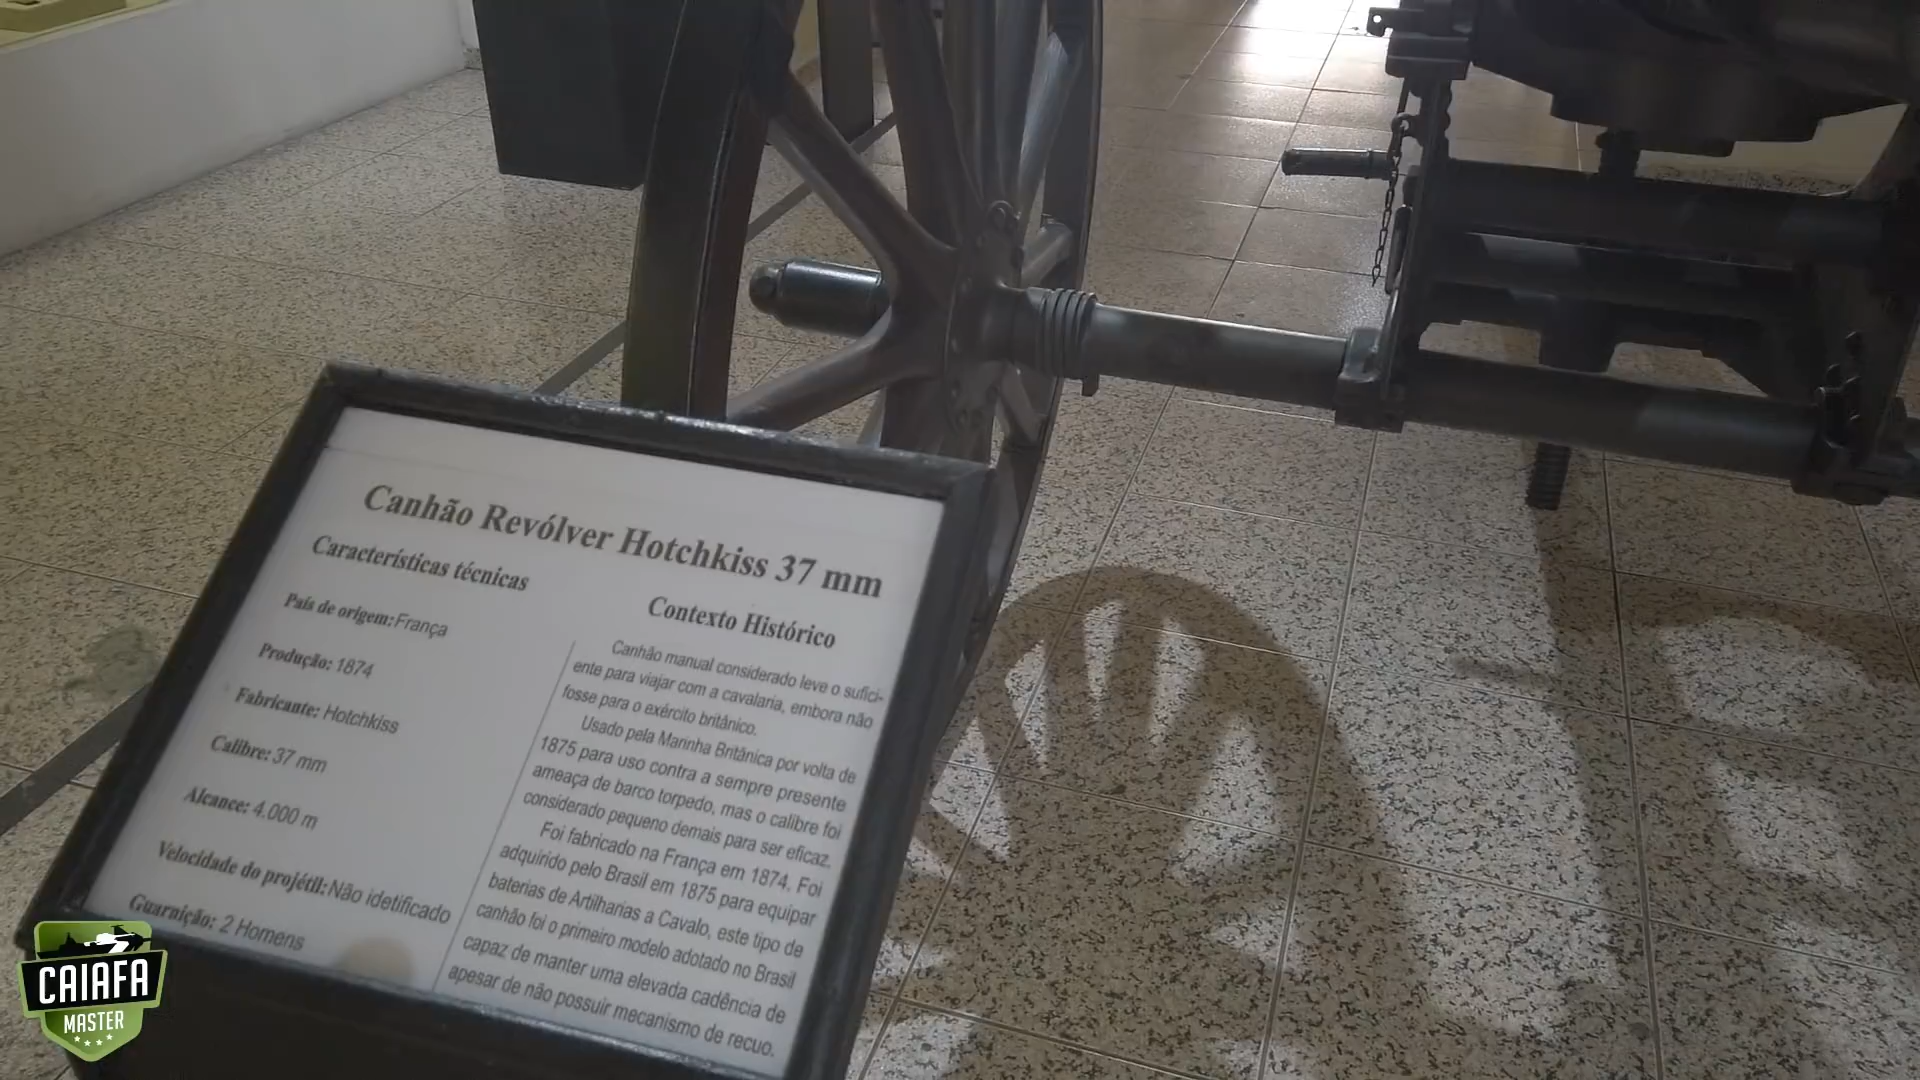 Canhão Revólver Hotchkiss 37 mm
Características técnicas
País de origem: França
Produção: 1874
Fabricante: Hotchkiss
Calibre: 37 mm
Alcance: 4.000 m
Velocidade do projétil: Não idetificado
Guarnição: 2 Homens
Contexto Histórico
Canhão manual considerado leve o sufici-
ente para viajar com a cavalaria, embora não
fosse para o exército britânico.
Usado pela Marinha Britânica por volta de
1875 para uso contra a sempre presente
ameaça de barco torpedo, mas o calibre foi
considerado pequeno demais para ser eficaz.
Foi fabricado na França em 1874. Foi
adquirido pelo Brasil em 1875 para equipar
baterias de Artilharias a Cavalo, este tipo de
canhão foi o primeiro modelo adotado no Brasil
capaz de manter uma elevada cadência de
apesar de não possuir mecanismo de recuo.
CAIAFA
MASTER